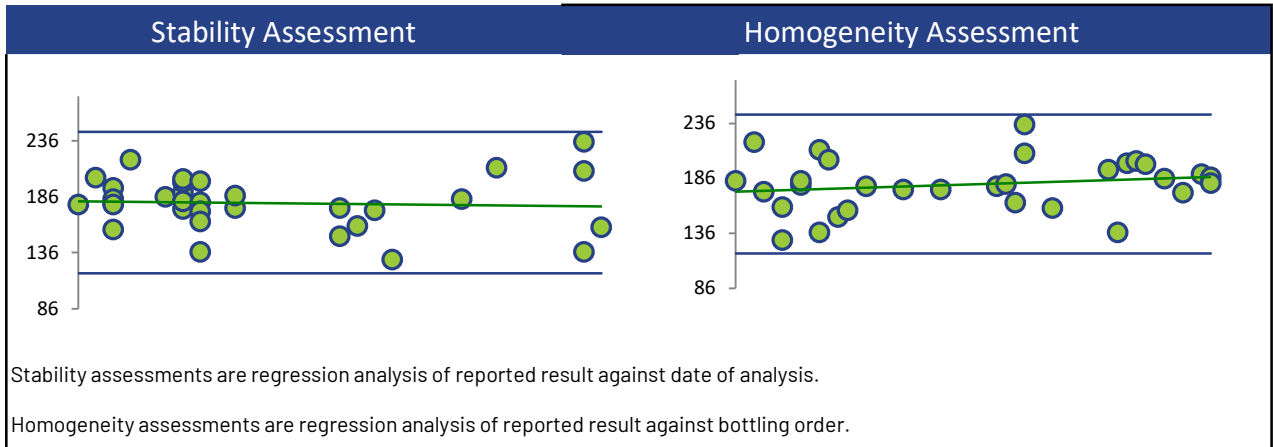 Stability Assessment
Homogeneity Assessment
236
186
136
86
236
186
136
86
Stability assessments are regression analysis of reported result against date of analysis.
Homogeneity assessments are regression analysis of reported result against bottling order.